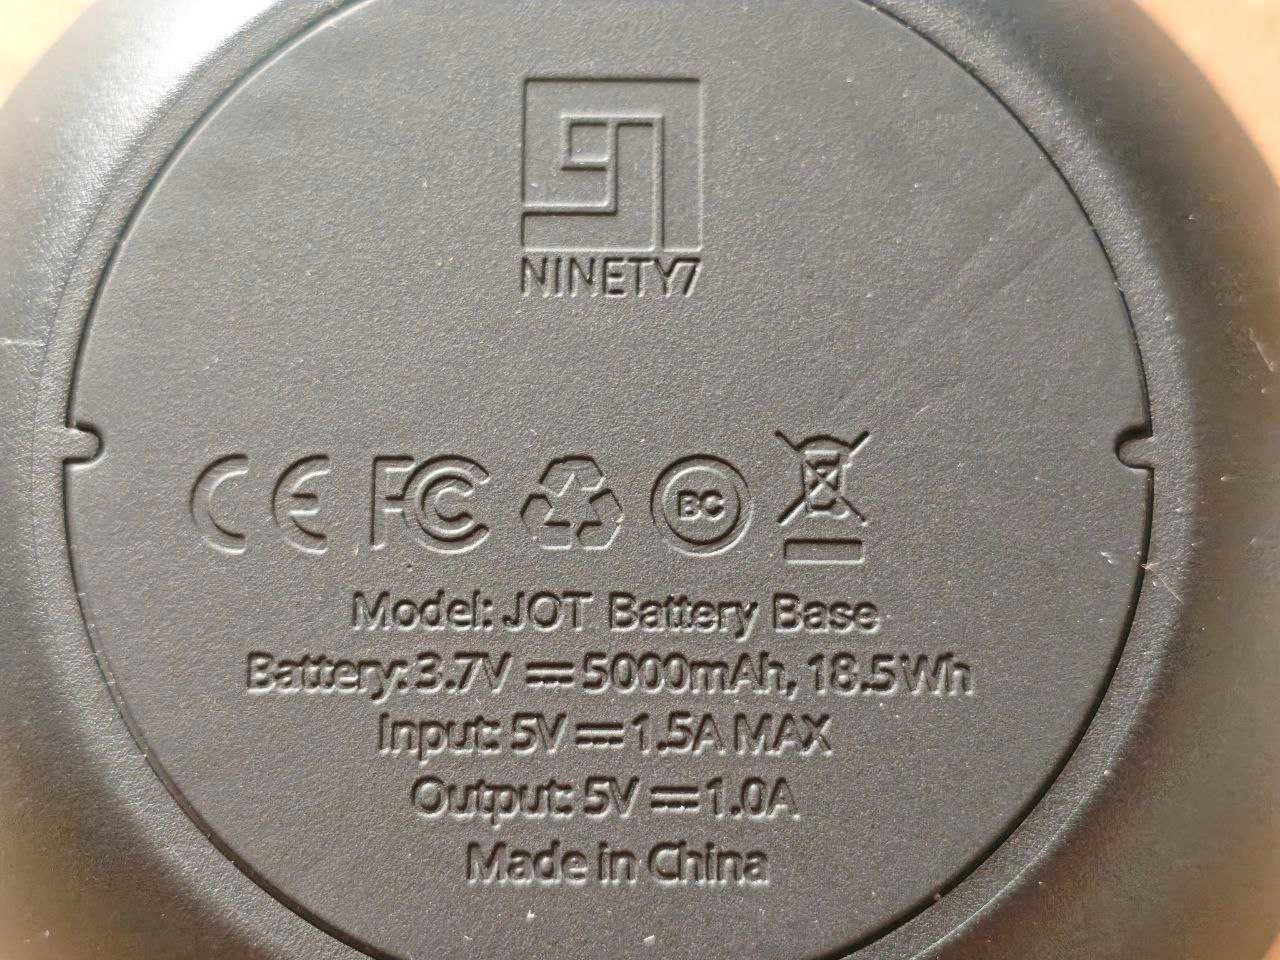 NINETY7
CE FC BC
Model: JOT Battery Base
Battery: 3.7V ⎓ 5000mAh, 18.5Wh
Input: 5V ⎓ 1.5A MAX
Output: 5V ⎓ 1.0A
Made in China